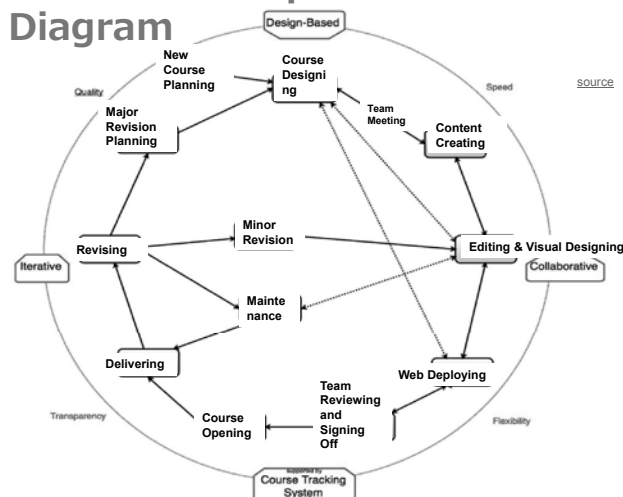 Diagram
Design-Based
New
Course
Planning
Course
Designi
ng
Quality
Speed
source
Major
Revision
Planning
Team
Meeting
Content
Creating
Minor
Revision
Revising
Editing & Visual Designing
Iterative
Collaborative
Mainte
nance
Delivering
Web Deploying
Team
Reviewing
and
Signing
Off
Transparency
Course
Opening
Flexibility
supported by
Course Tracking
System